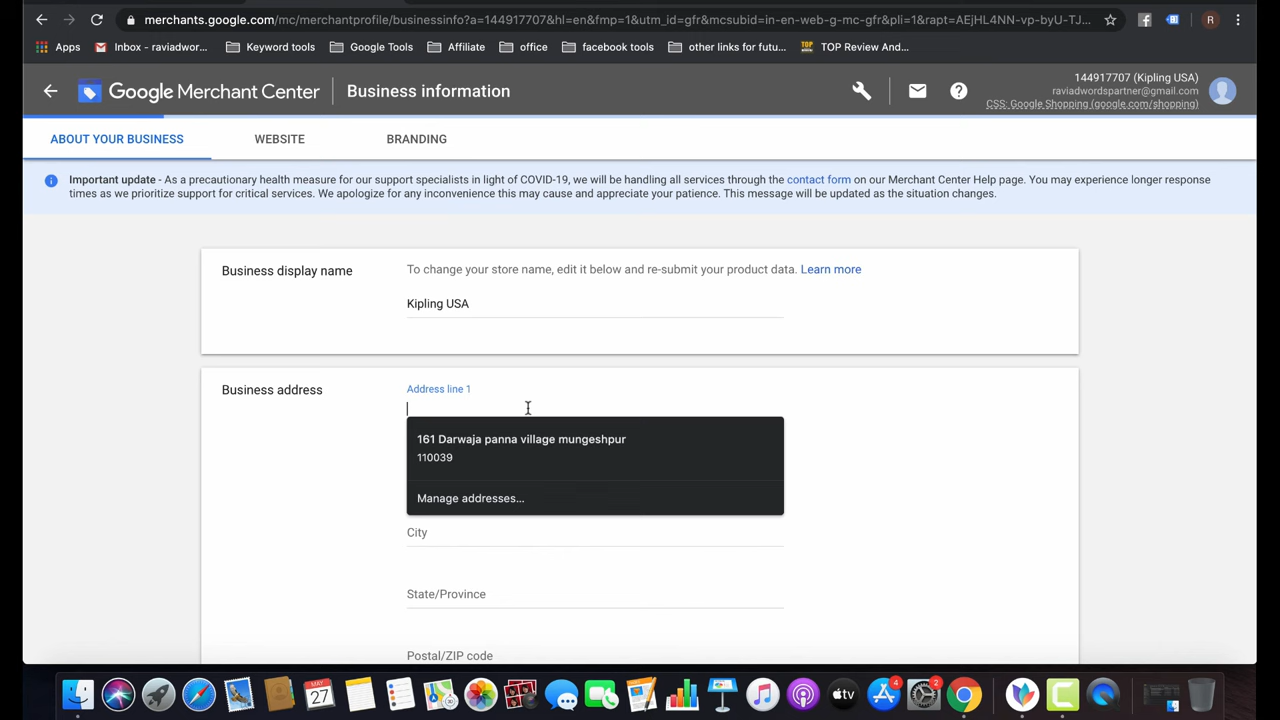 merchants.google.com/mc/merchantprofile/businessinfo?a=144917707&hl=en&fmp=1&utm_id=gfr&mcsubid=in-en-web-g-mc-gfr&pli=1&rapt=AEjHL4NN-vp-byU-TJ...
R
Apps
Inbox - raviadwor...
Keyword tools
Google Tools
Affiliate
office
facebook tools
other links for futu...
TOP Review And...
Google Merchant Center
Business information
144917707 (Kipling USA)
raviadwordspartner@gmail.com
CSS: Google Shopping (google.com/shopping)
ABOUT YOUR BUSINESS
WEBSITE
BRANDING
Important update - As a precautionary health measure for our support specialists in light of COVID-19, we will be handling all services through the contact form on our Merchant Center Help page. You may experience longer response
times as we prioritize support for critical services. We apologize for any inconvenience this may cause and appreciate your patience. This message will be updated as the situation changes.
Business display name
To change your store name, edit it below and re-submit your product data. Learn more
Kipling USA
Business address
Address line 1
161 Darwaja panna village mungeshpur
110039
Manage addresses...
City
State/Province
Postal/ZIP code
MAY
27
tv
4
2